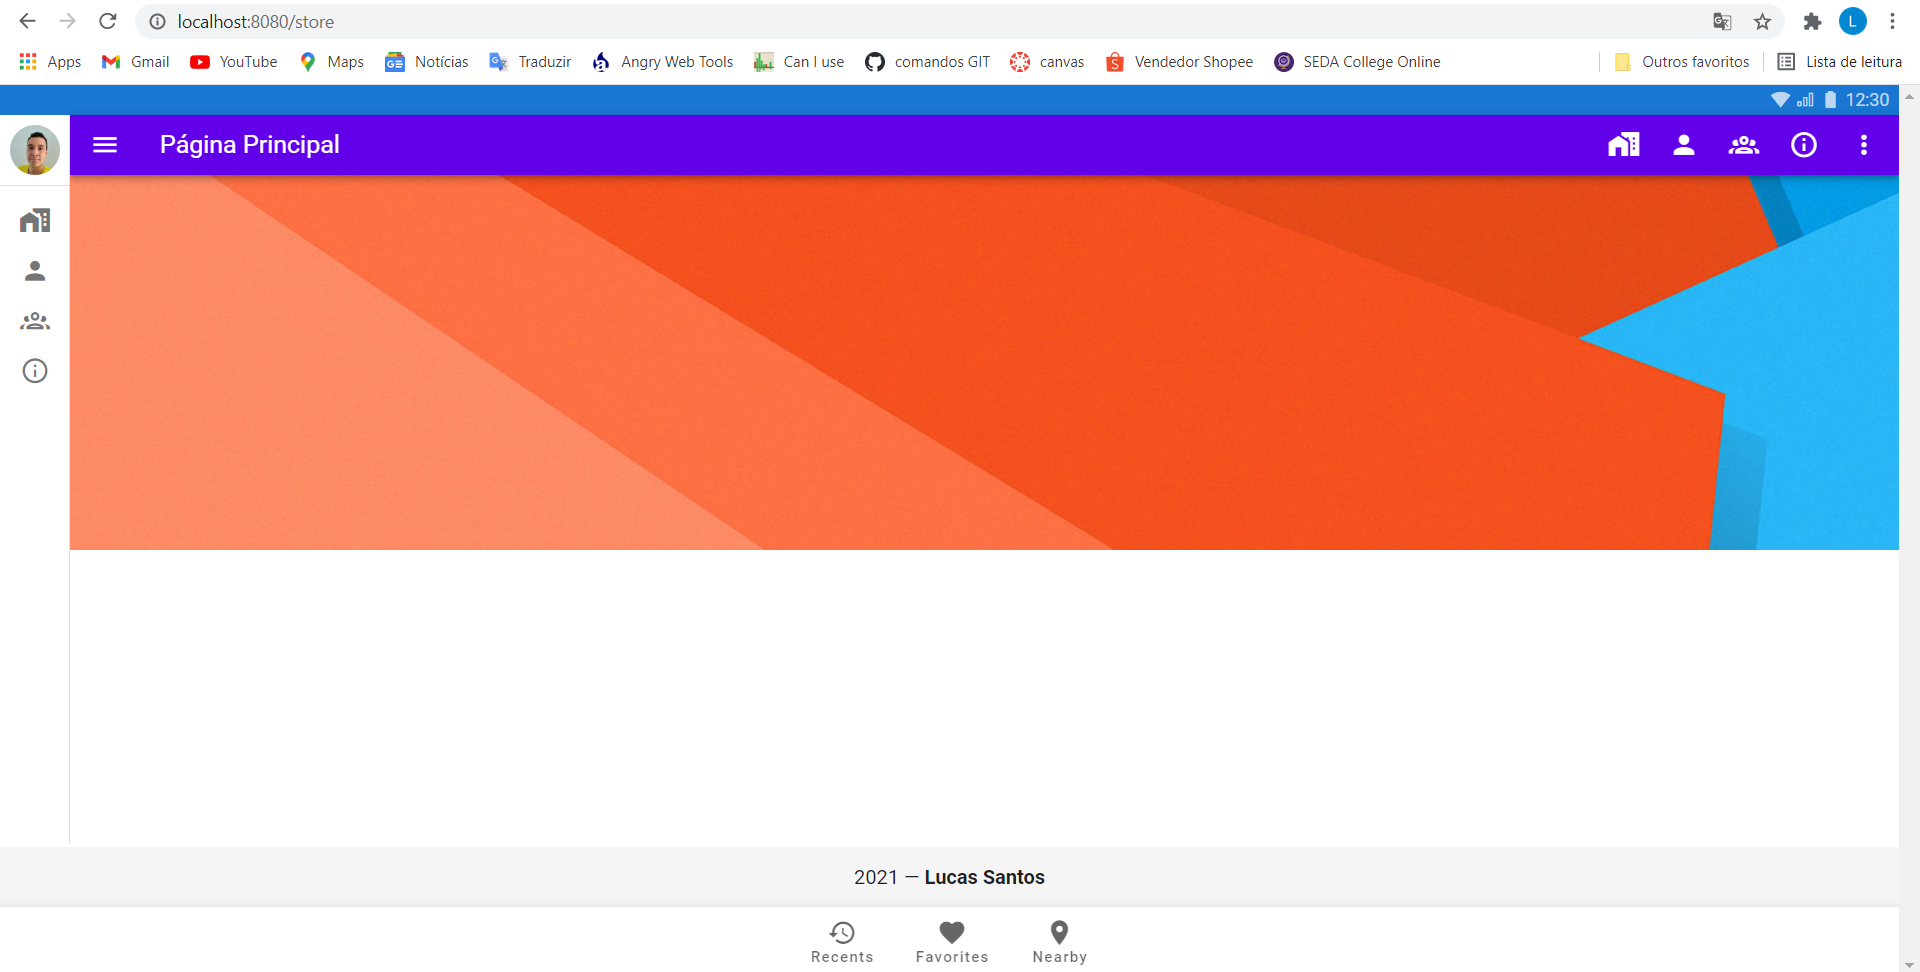 localhost:8080/store
L
Apps Gmail YouTube Maps Notícias Traduzir Angry Web Tools Can I use comandos GIT canvas Vendedor Shopee SEDA College Online Outros favoritos Lista de leitura
12:30
Página Principal
2021 — Lucas Santos
Recents Favorites Nearby